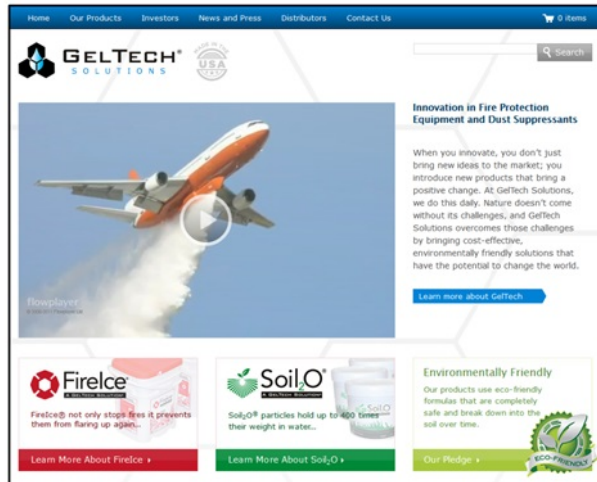 Home Our Products Investors News and Press Distributors Contact Us 0 items
GELTECH®
SOLUTIONS
MADE IN THE
USA
Search
Innovation in Fire Protection
Equipment and Dust Suppressants
When you innovate, you don't just
bring new ideas to the market; you
introduce new products that bring a
positive change. At GelTech Solutions,
we do this daily. Nature doesn't come
without its challenges, and GelTech
Solutions overcomes those challenges
by bringing cost-effective,
environmentally friendly solutions that
have the potential to change the world.
Learn more about GelTech
flowplayer
FireIce®
A GELTECH SOLUTION
FireIce® not only stops fires it prevents
them from flaring up again...
Learn More About FireIce
Soil2O®
A GELTECH SOLUTION
Soil2O® particles hold up to 400 times
their weight in water...
Learn More About Soil2O
Environmentally Friendly
Our products use eco-friendly
formulas that are completely
safe and break down into the
soil over time.
Our Pledge
ECO-FRIENDLY